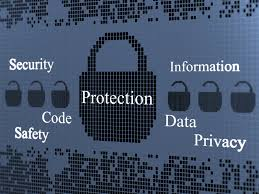 Security
Information
Protection
Code
Data
Safety
Privacy